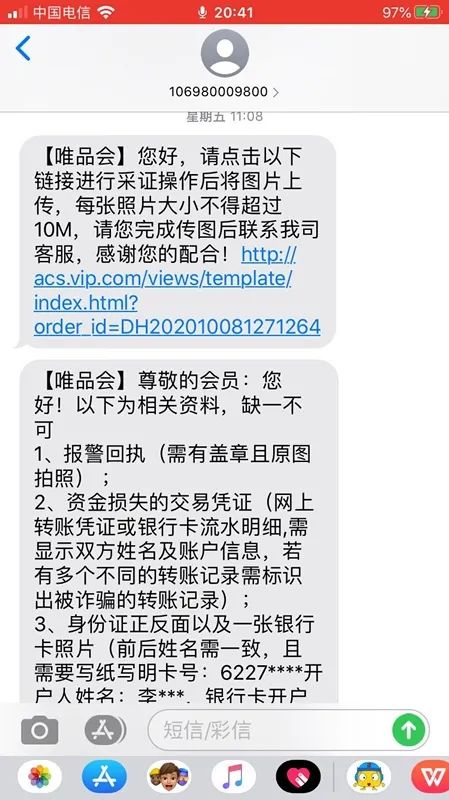 中国电信
20:41
97%
106980009800
星期五 11:08
【唯品会】您好，请点击以下
链接进行采证操作后将图片上
传，每张照片大小不得超过
10M，请您完成传图后联系我司
客服，感谢您的配合！http://
acs.vip.com/views/template/
index.html?
order_id=DH202010081271264
【唯品会】尊敬的会员：您
好！以下为相关资料，缺一不
可
1、报警回执（需有盖章且原图
拍照）；
2、资金损失的交易凭证（网上
转账凭证或银行卡流水明细,需
显示双方姓名及账户信息，若
有多个不同的转账记录需标识
出被诈骗的转账记录）；
3、身份证正反面以及一张银行
卡照片（前后姓名需一致，且
需要写纸写明卡号：6227****开
户人姓名：李***，银行卡开户
短信/彩信